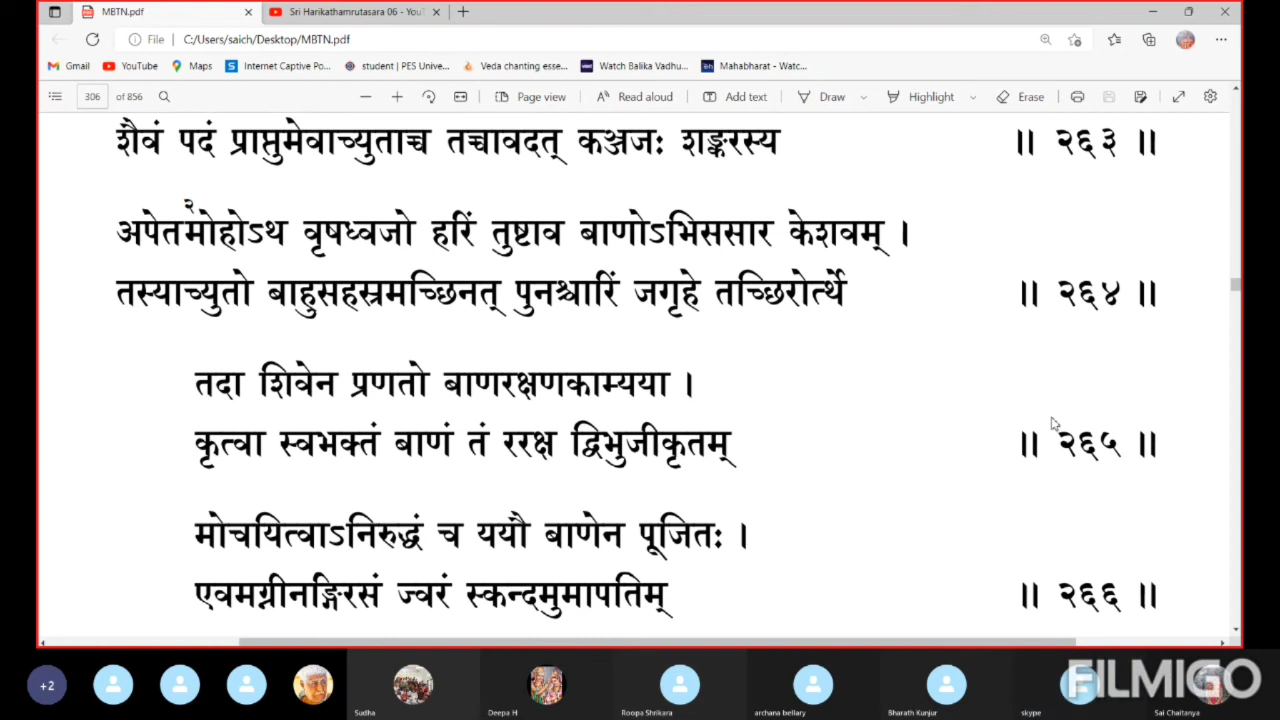 MBTN.pdf
Sri Harikathamrutasara 06 - You
File C:/Users/saich/Desktop/MBTN.pdf
Gmail YouTube Maps Internet Captive Po... student | PES Unive... Veda chanting esse... Watch Balika Vadhu... Mahabharat - Watc...
306 of 856 Page view Read aloud Add text Draw Highlight Erase
शैवं पदं प्राप्तुमेवाच्युताच्च तच्चावदत् कञ्जजः शङ्करस्य ॥ २६३ ॥
अपेतमोहोऽथ वृषध्वजो हरिं तुष्टाव बाणोऽभिससार केशवम् ।
२
तस्याच्युतो बाहुसहस्रमच्छिनत् पुनश्चारिं जगृहे तच्छिरोर्त्थे ॥ २६४ ॥
तदा शिवेन प्रणतो बाणरक्षणकाम्यया ।
कृत्वा स्वभक्तं बाणं तं ररक्ष द्विभुजीकृतम् ॥ २६५ ॥
मोचयित्वाऽनिरुद्धं च ययौ बाणेन पूजितः ।
एवमग्नीनङ्गिरसं ज्वरं स्कन्दमुमापतिम् ॥ २६६ ॥
+2
Sudha Deepa H Roopa Shrikara archana bellary Bharath Kunjur skype Sai Chaitanya
FILMIGO